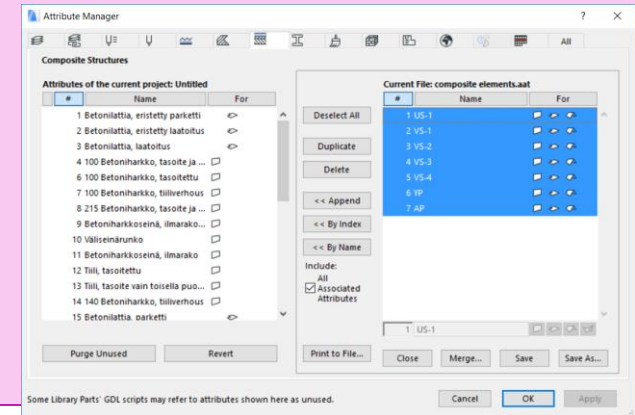 Attribute Manager
All
Composite Structures
Attributes of the current project: Untitled
# Name For
1 Betonilattia, eristetty parketti
2 Betonilattia, eristetty laatoitus
3 Betonilattia, laatoitus
4 100 Betoniharkko, tasoite ja ...
6 100 Betoniharkko, tasoitettu
7 100 Betoniharkko, tiiliverhous
8 215 Betoniharkko, tasoite ja ...
9 Betoniharkkoseinä, ilmarako...
10 Väliseinärunko
11 Betoniharkkoseinä, ilmarako
12 Tiili, tasoitettu
13 Tiili, tasoite vain toisella puo...
14 140 Betoniharkko, tiiliverhous
15 Betonilattia, parketti
Purge Unused
Revert
Deselect All
Duplicate
Delete
<< Append
<< By Index
<< By Name
Include:
All
Associated
Attributes
Print to File...
Current File: composite elements.aat
# Name For
1 US-1
2 VS-1
3 VS-2
4 VS-3
5 VS-4
6 YP
7 AP
1 US-1
Close
Merge...
Save
Save As...
Some Library Parts' GDL scripts may refer to attributes shown here as unused.
Cancel
OK
Apply